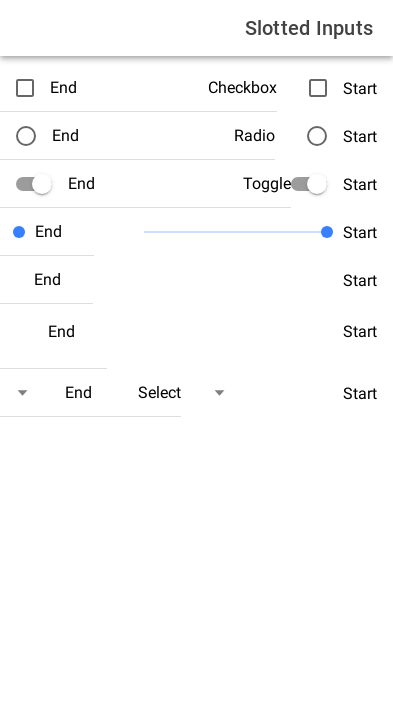 Slotted Inputs
Start Checkbox End
Start Radio End
Start Toggle End
Start End
Start End
Start End
Start Select End